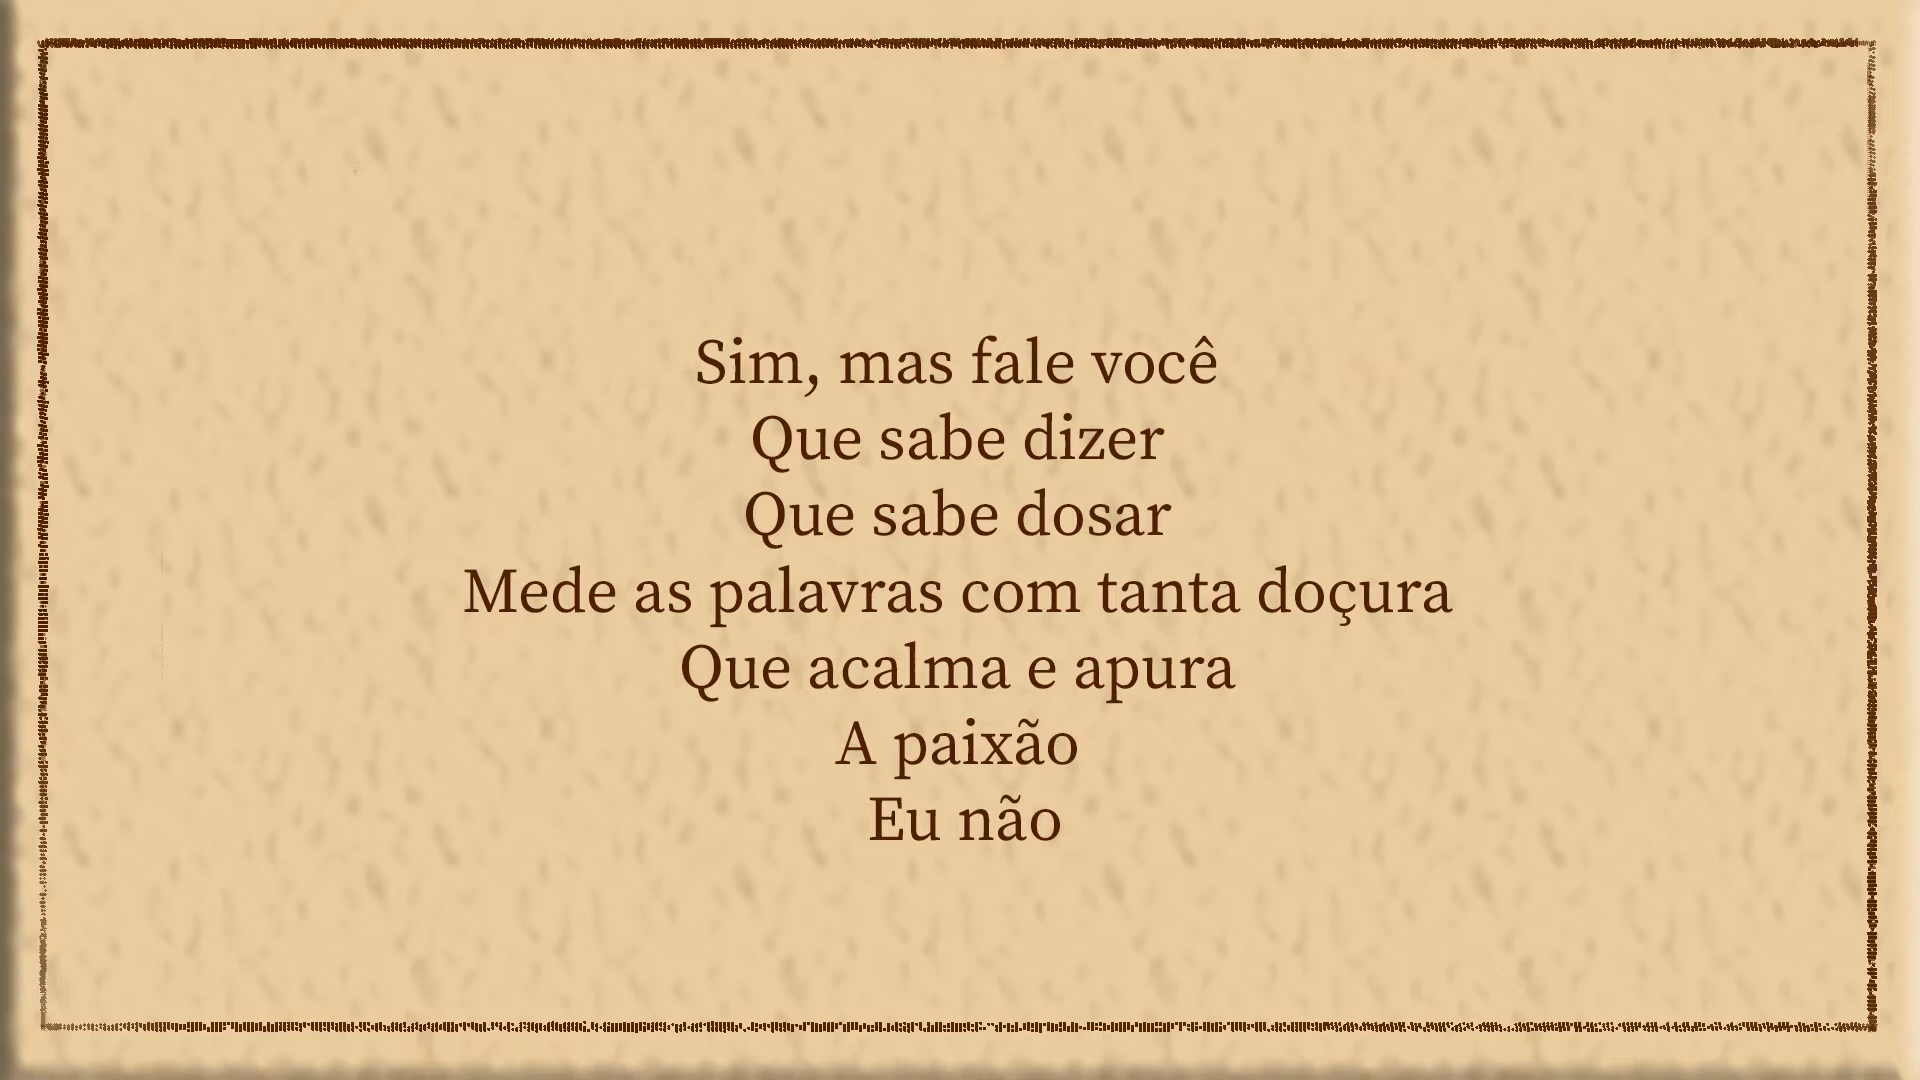 Sim, mas fale você
Que sabe dizer
Que sabe dosar
Mede as palavras com tanta doçura
Que acalma e apura
A paixão
Eu não